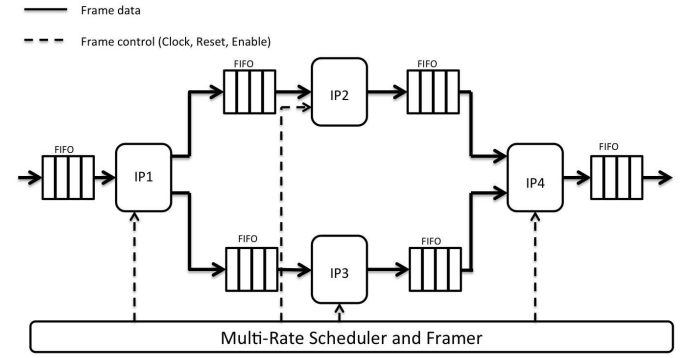 Frame data
Frame control (Clock, Reset, Enable)
FIFO
IP2
FIFO
FIFO
IP1
IP4
FIFO
FIFO
IP3
FIFO
Multi-Rate Scheduler and Framer